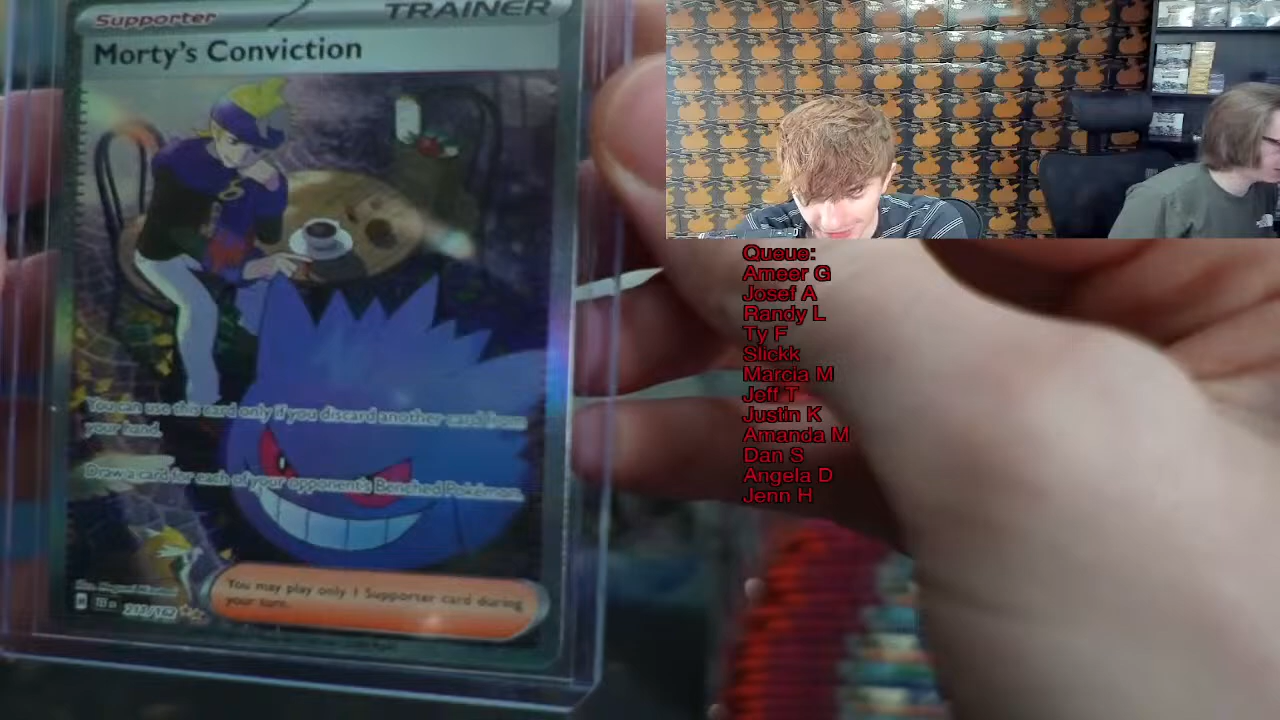 Supporter
TRAINER
Morty's Conviction
You can use this card only if you discard another card from
your hand.
Draw a card for each of your opponent's Benched Pokémon.
You may play only 1 Supporter card during
your turn.
Queue:
Ameer G
Josef A
Randy L
Ty F
Slickk
Marcia M
Jeff T
Justin K
Amanda M
Dan S
Angela D
Jenn H